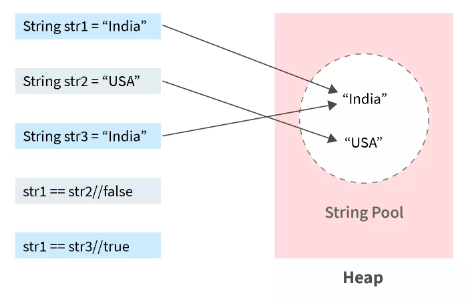 String str1 = “India”
String str2 = “USA”
String str3 = “India”
str1 == str2//false
str1 == str3//true
“India”
“USA”
String Pool
Heap